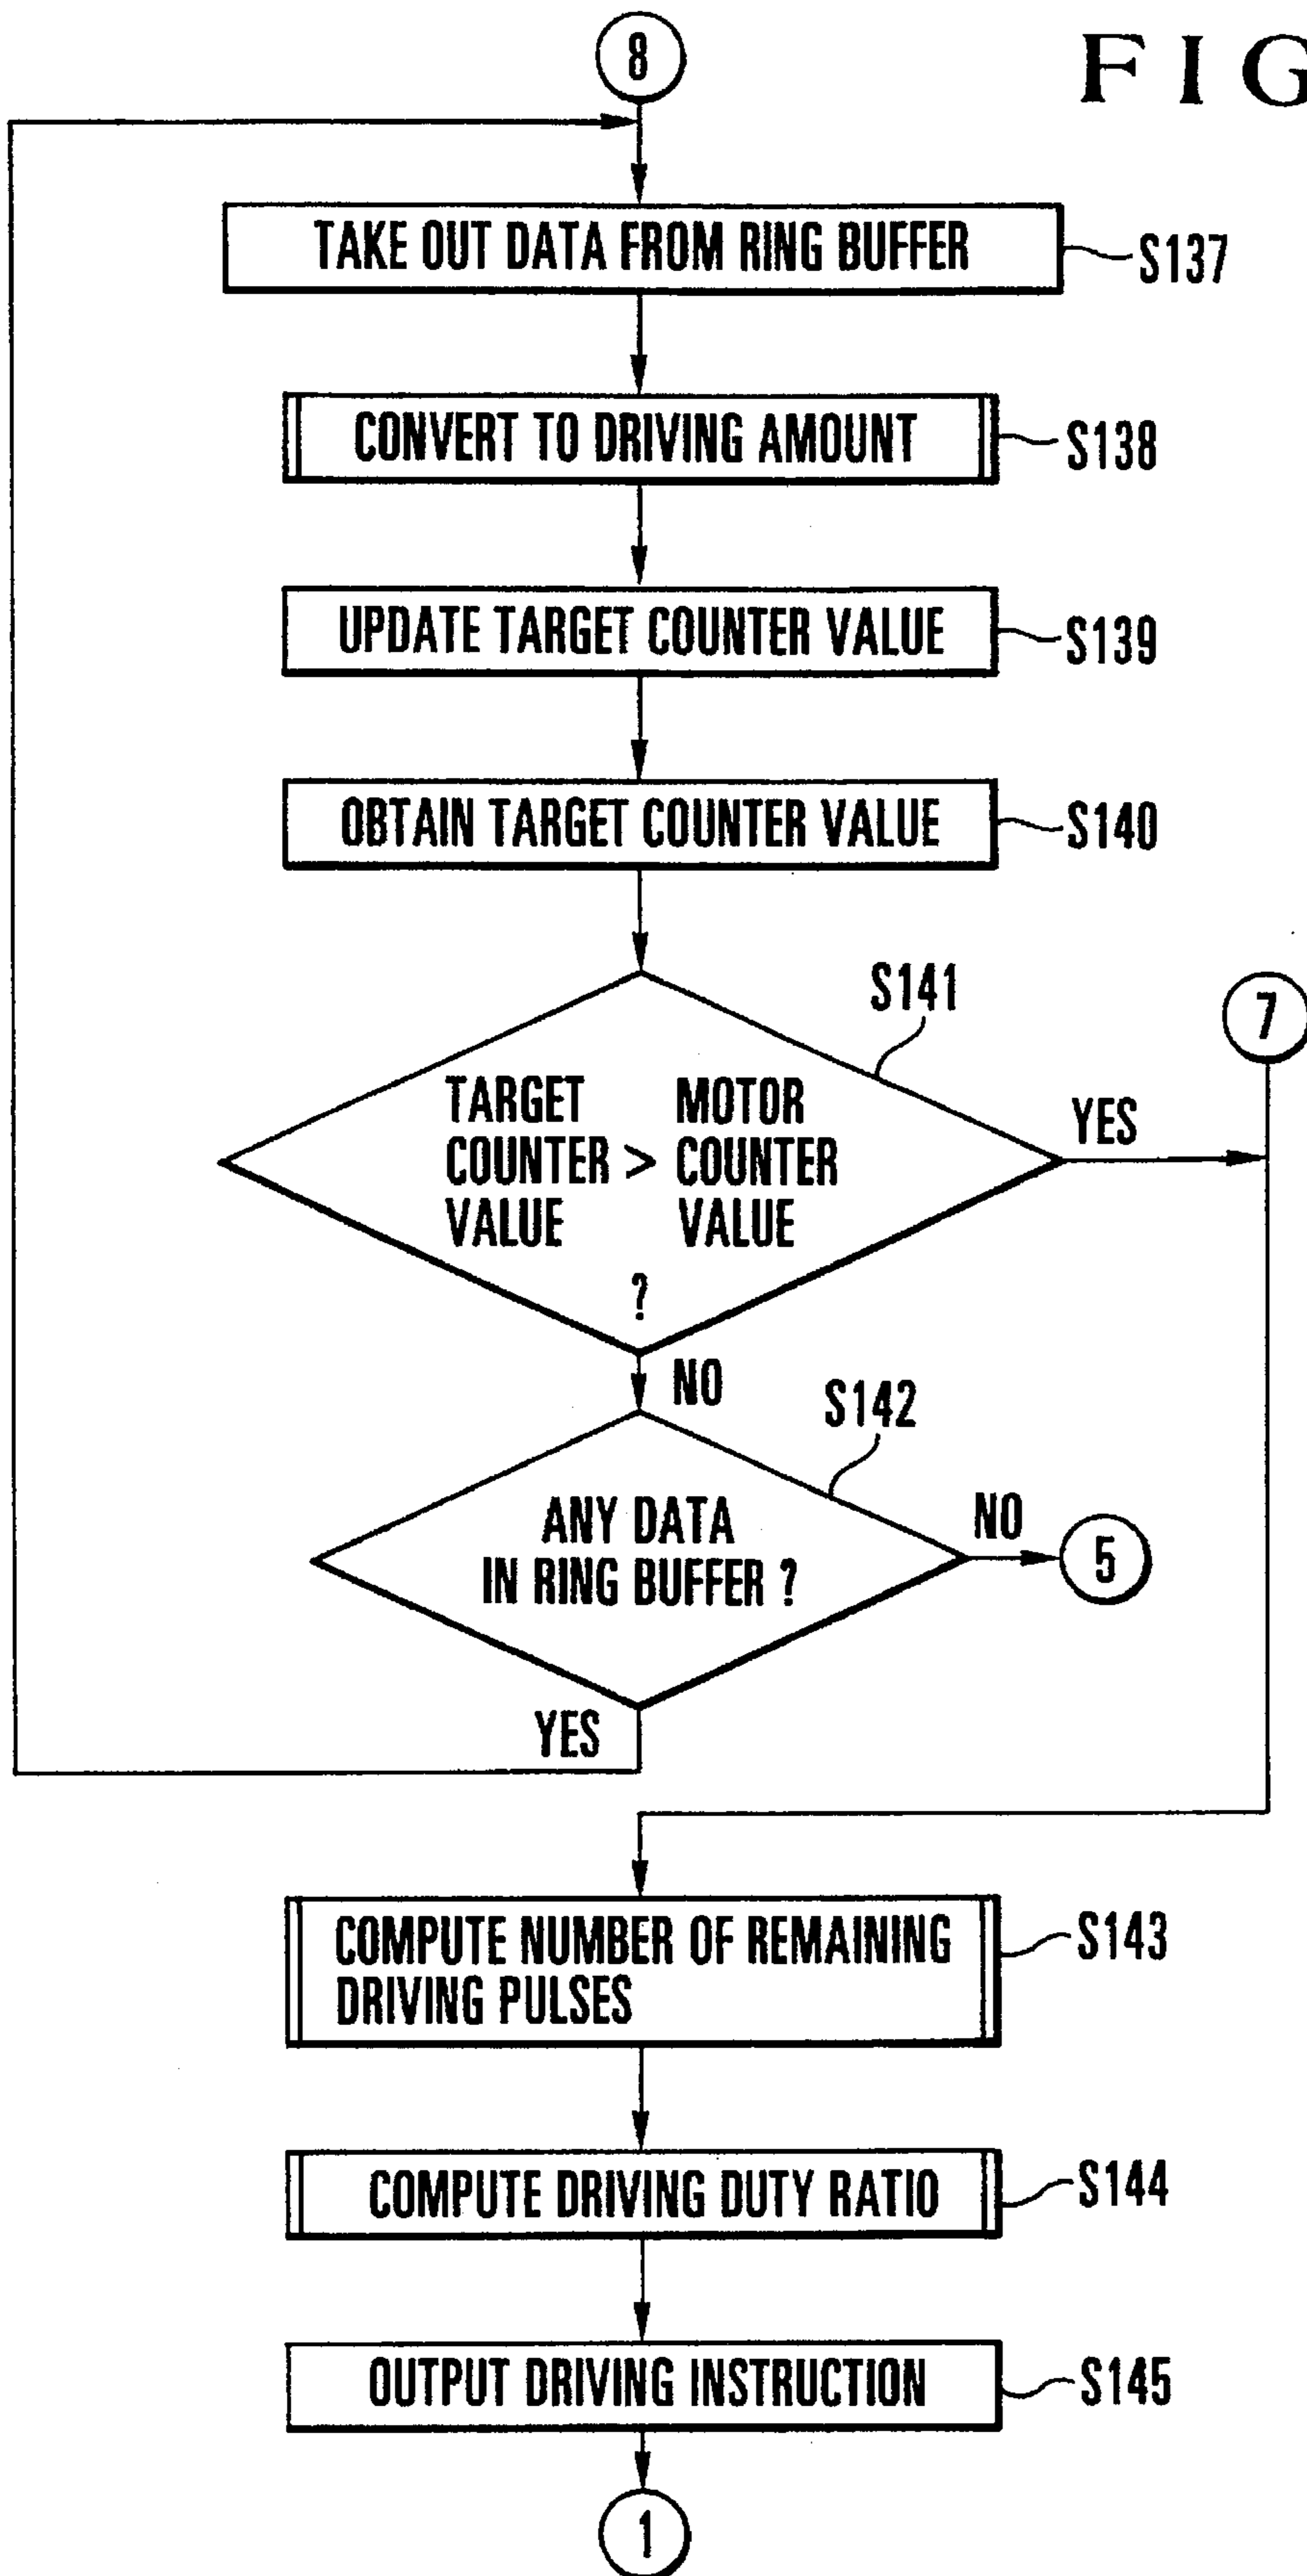 8
FIG
TAKE OUT DATA FROM RING BUFFER
S137
CONVERT TO DRIVING AMOUNT
S138
UPDATE TARGET COUNTER VALUE
S139
OBTAIN TARGET COUNTER VALUE
S140
S141
7
TARGET MOTOR
COUNTER > COUNTER
VALUE VALUE
?
YES
NO
S142
ANY DATA
IN RING BUFFER ?
NO
5
YES
COMPUTE NUMBER OF REMAINING
DRIVING PULSES
S143
COMPUTE DRIVING DUTY RATIO
S144
OUTPUT DRIVING INSTRUCTION
S145
1